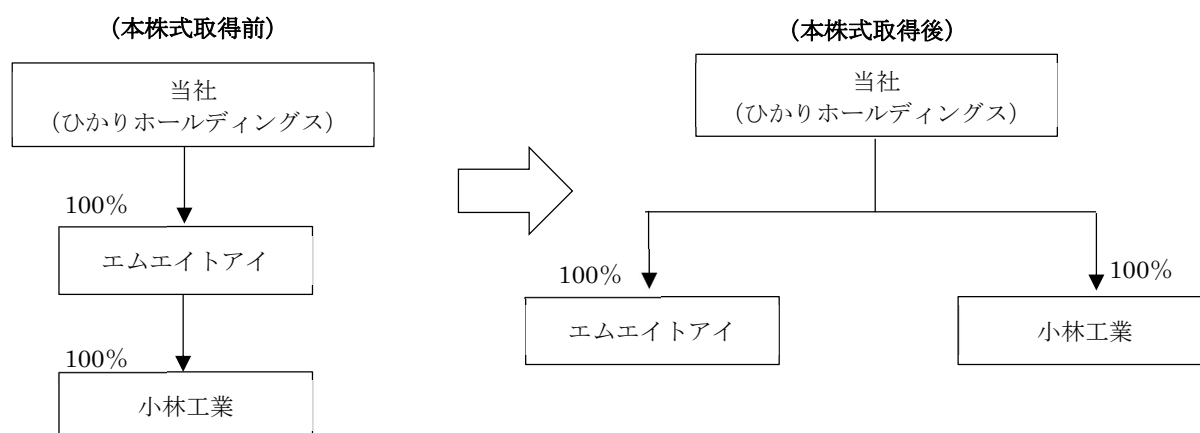 (本株式取得前)
当社
(ひかりホールディングス)
100%
エムエイトアイ
100%
小林工業
(本株式取得後)
当社
(ひかりホールディングス)
100%
エムエイトアイ
100%
小林工業